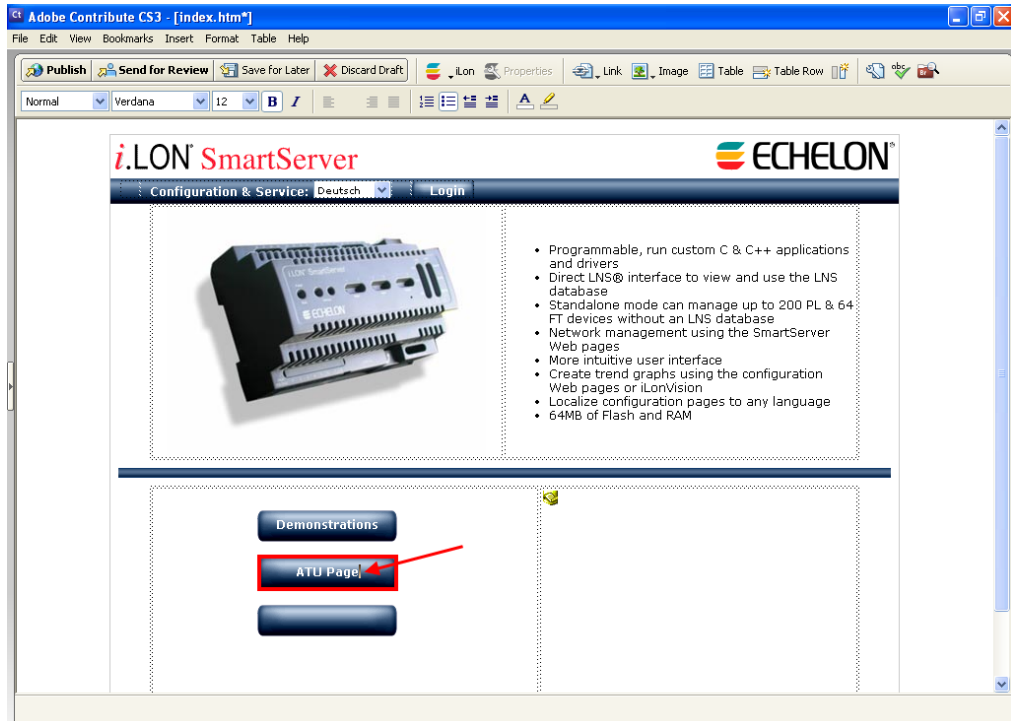 Ct Adobe Contribute CS3 - [index.htm*]
File Edit View Bookmarks Insert Format Table Help
Publish Send for Review Save for Later Discard Draft iLon Properties Link Image Table Table Row abc
Normal Verdana 12 B I A
i.LON® SmartServer ECHELON®
Configuration & Service: Deutsch Login
• Programmable, run custom C & C++ applications
and drivers
• Direct LNS® interface to view and use the LNS
database
• Standalone mode can manage up to 200 PL & 64
FT devices without an LNS database
• Network management using the SmartServer
Web pages
• More intuitive user interface
• Create trend graphs using the configuration
Web pages or iLonVision
• Localize configuration pages to any language
• 64MB of Flash and RAM
i.LON SmartServer
ECHELON
Demonstrations
ATU Page